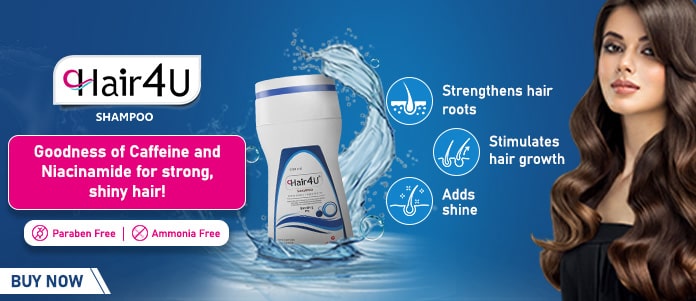 Hair4U
SHAMPOO
Goodness of Caffeine and
Niacinamide for strong,
shiny hair!
Paraben Free | Ammonia Free
BUY NOW
Hair4U
Strengthens hair
roots
Stimulates
hair growth
Adds
shine